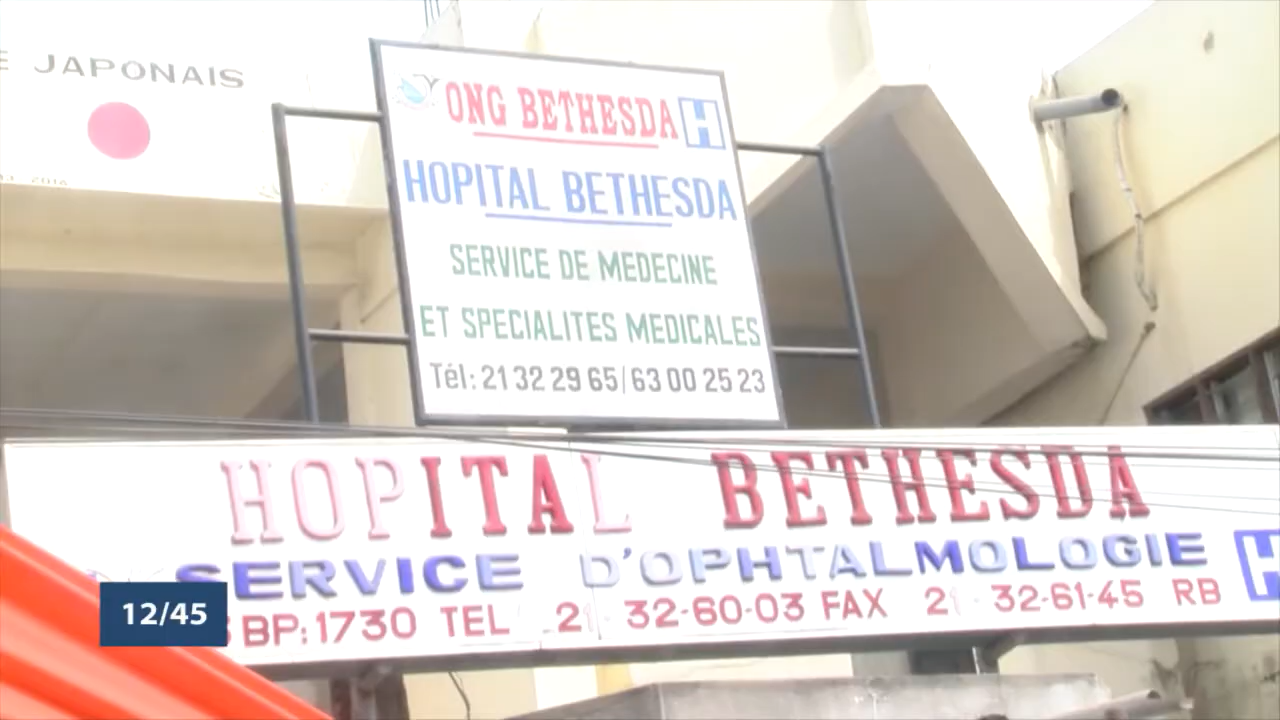 E JAPONAIS
2016
ONG BETHESDA H
HOPITAL BETHESDA
SERVICE DE MEDECINE
ET SPECIALITES MEDICALES
Tél: 21 32 29 65/63 00 25 23
HOPITAL BETHESDA
SERVICE D'OPHTALMOLOGIE H
BP: 1730 TEL 21 32-60-03 FAX 21 32-61-45 RB
12/45